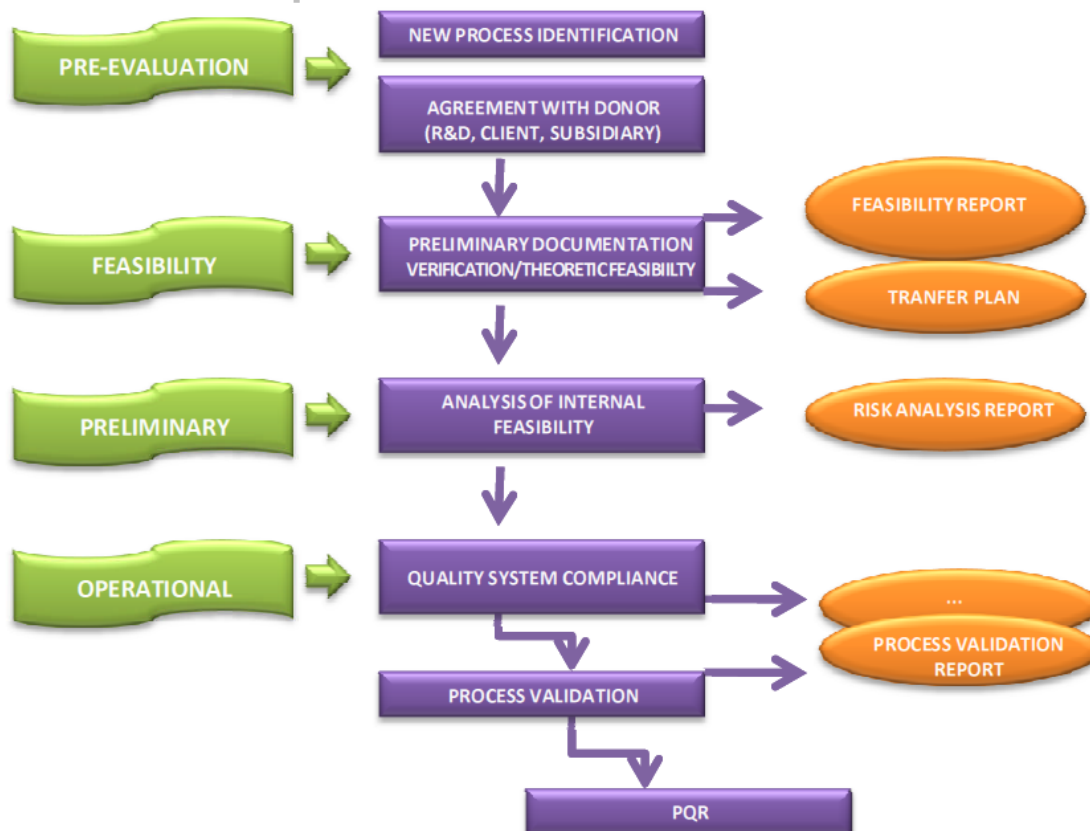 NEW PROCESS IDENTIFICATION
PRE-EVALUATION
AGREEMENT WITH DONOR
(R&D, CLIENT, SUBSIDIARY)
FEASIBILITY REPORT
PRELIMINARY DOCUMENTATION
VERIFICATION/THEORETIC FEASIBIILTY
FEASIBILITY
TRANFER PLAN
ANALYSIS OF INTERNAL
FEASIBILITY
RISK ANALYSIS REPORT
PRELIMINARY
QUALITY SYSTEM COMPLIANCE
OPERATIONAL
...
PROCESS VALIDATION
REPORT
PROCESS VALIDATION
PQR